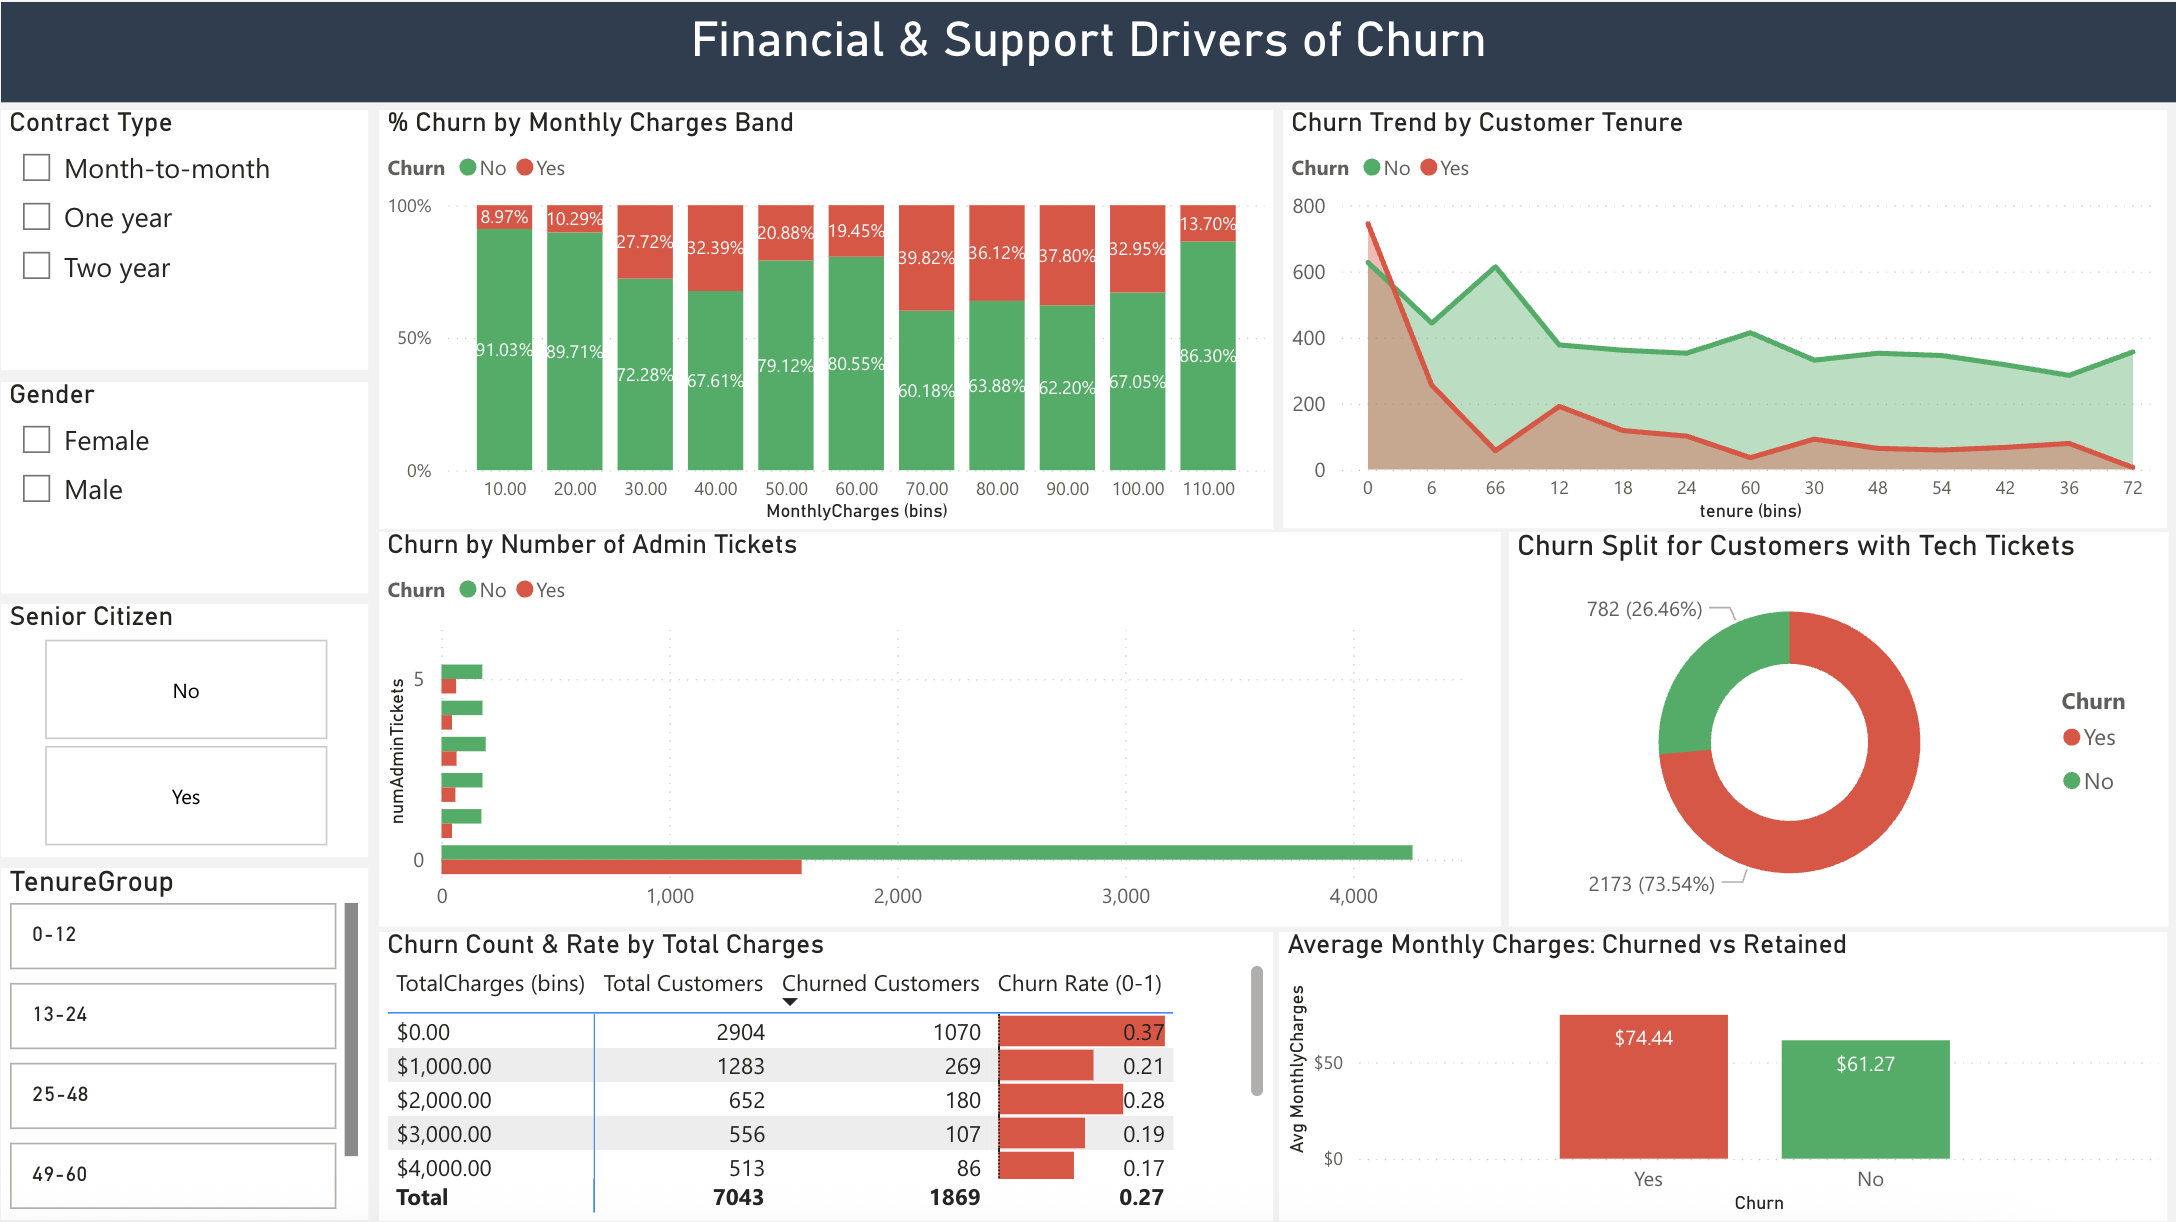 Financial & Support Drivers of Churn
Contract Type
Month-to-month
One year
Two year
Gender
Female
Male
Senior Citizen
No
Yes
TenureGroup
0-12
13-24
25-48
49-60
% Churn by Monthly Charges Band
Churn No Yes
100%
50%
0%
8.97% 10.29% 27.72% 32.39% 20.88% 19.45% 39.82% 36.12% 37.80% 32.95% 13.70%
91.03% 89.71% 72.28% 67.61% 79.12% 80.55% 60.18% 63.88% 62.20% 67.05% 86.30%
10.00 20.00 30.00 40.00 50.00 60.00 70.00 80.00 90.00 100.00 110.00
MonthlyCharges (bins)
Churn Trend by Customer Tenure
Churn No Yes
800
600
400
200
0
0 6 66 12 18 24 60 30 48 54 42 36 72
tenure (bins)
Churn by Number of Admin Tickets
Churn No Yes
numAdminTickets
5
0
0 1,000 2,000 3,000 4,000
Churn Split for Customers with Tech Tickets
782 (26.46%)
2173 (73.54%)
Churn
Yes
No
Churn Count & Rate by Total Charges
TotalCharges (bins) Total Customers Churned Customers Churn Rate (0-1)
$0.00 2904 1070 0.37
$1,000.00 1283 269 0.21
$2,000.00 652 180 0.28
$3,000.00 556 107 0.19
$4,000.00 513 86 0.17
Total 7043 1869 0.27
Average Monthly Charges: Churned vs Retained
Avg MonthlyCharges
$50
$0
$74.44
$61.27
Yes No
Churn